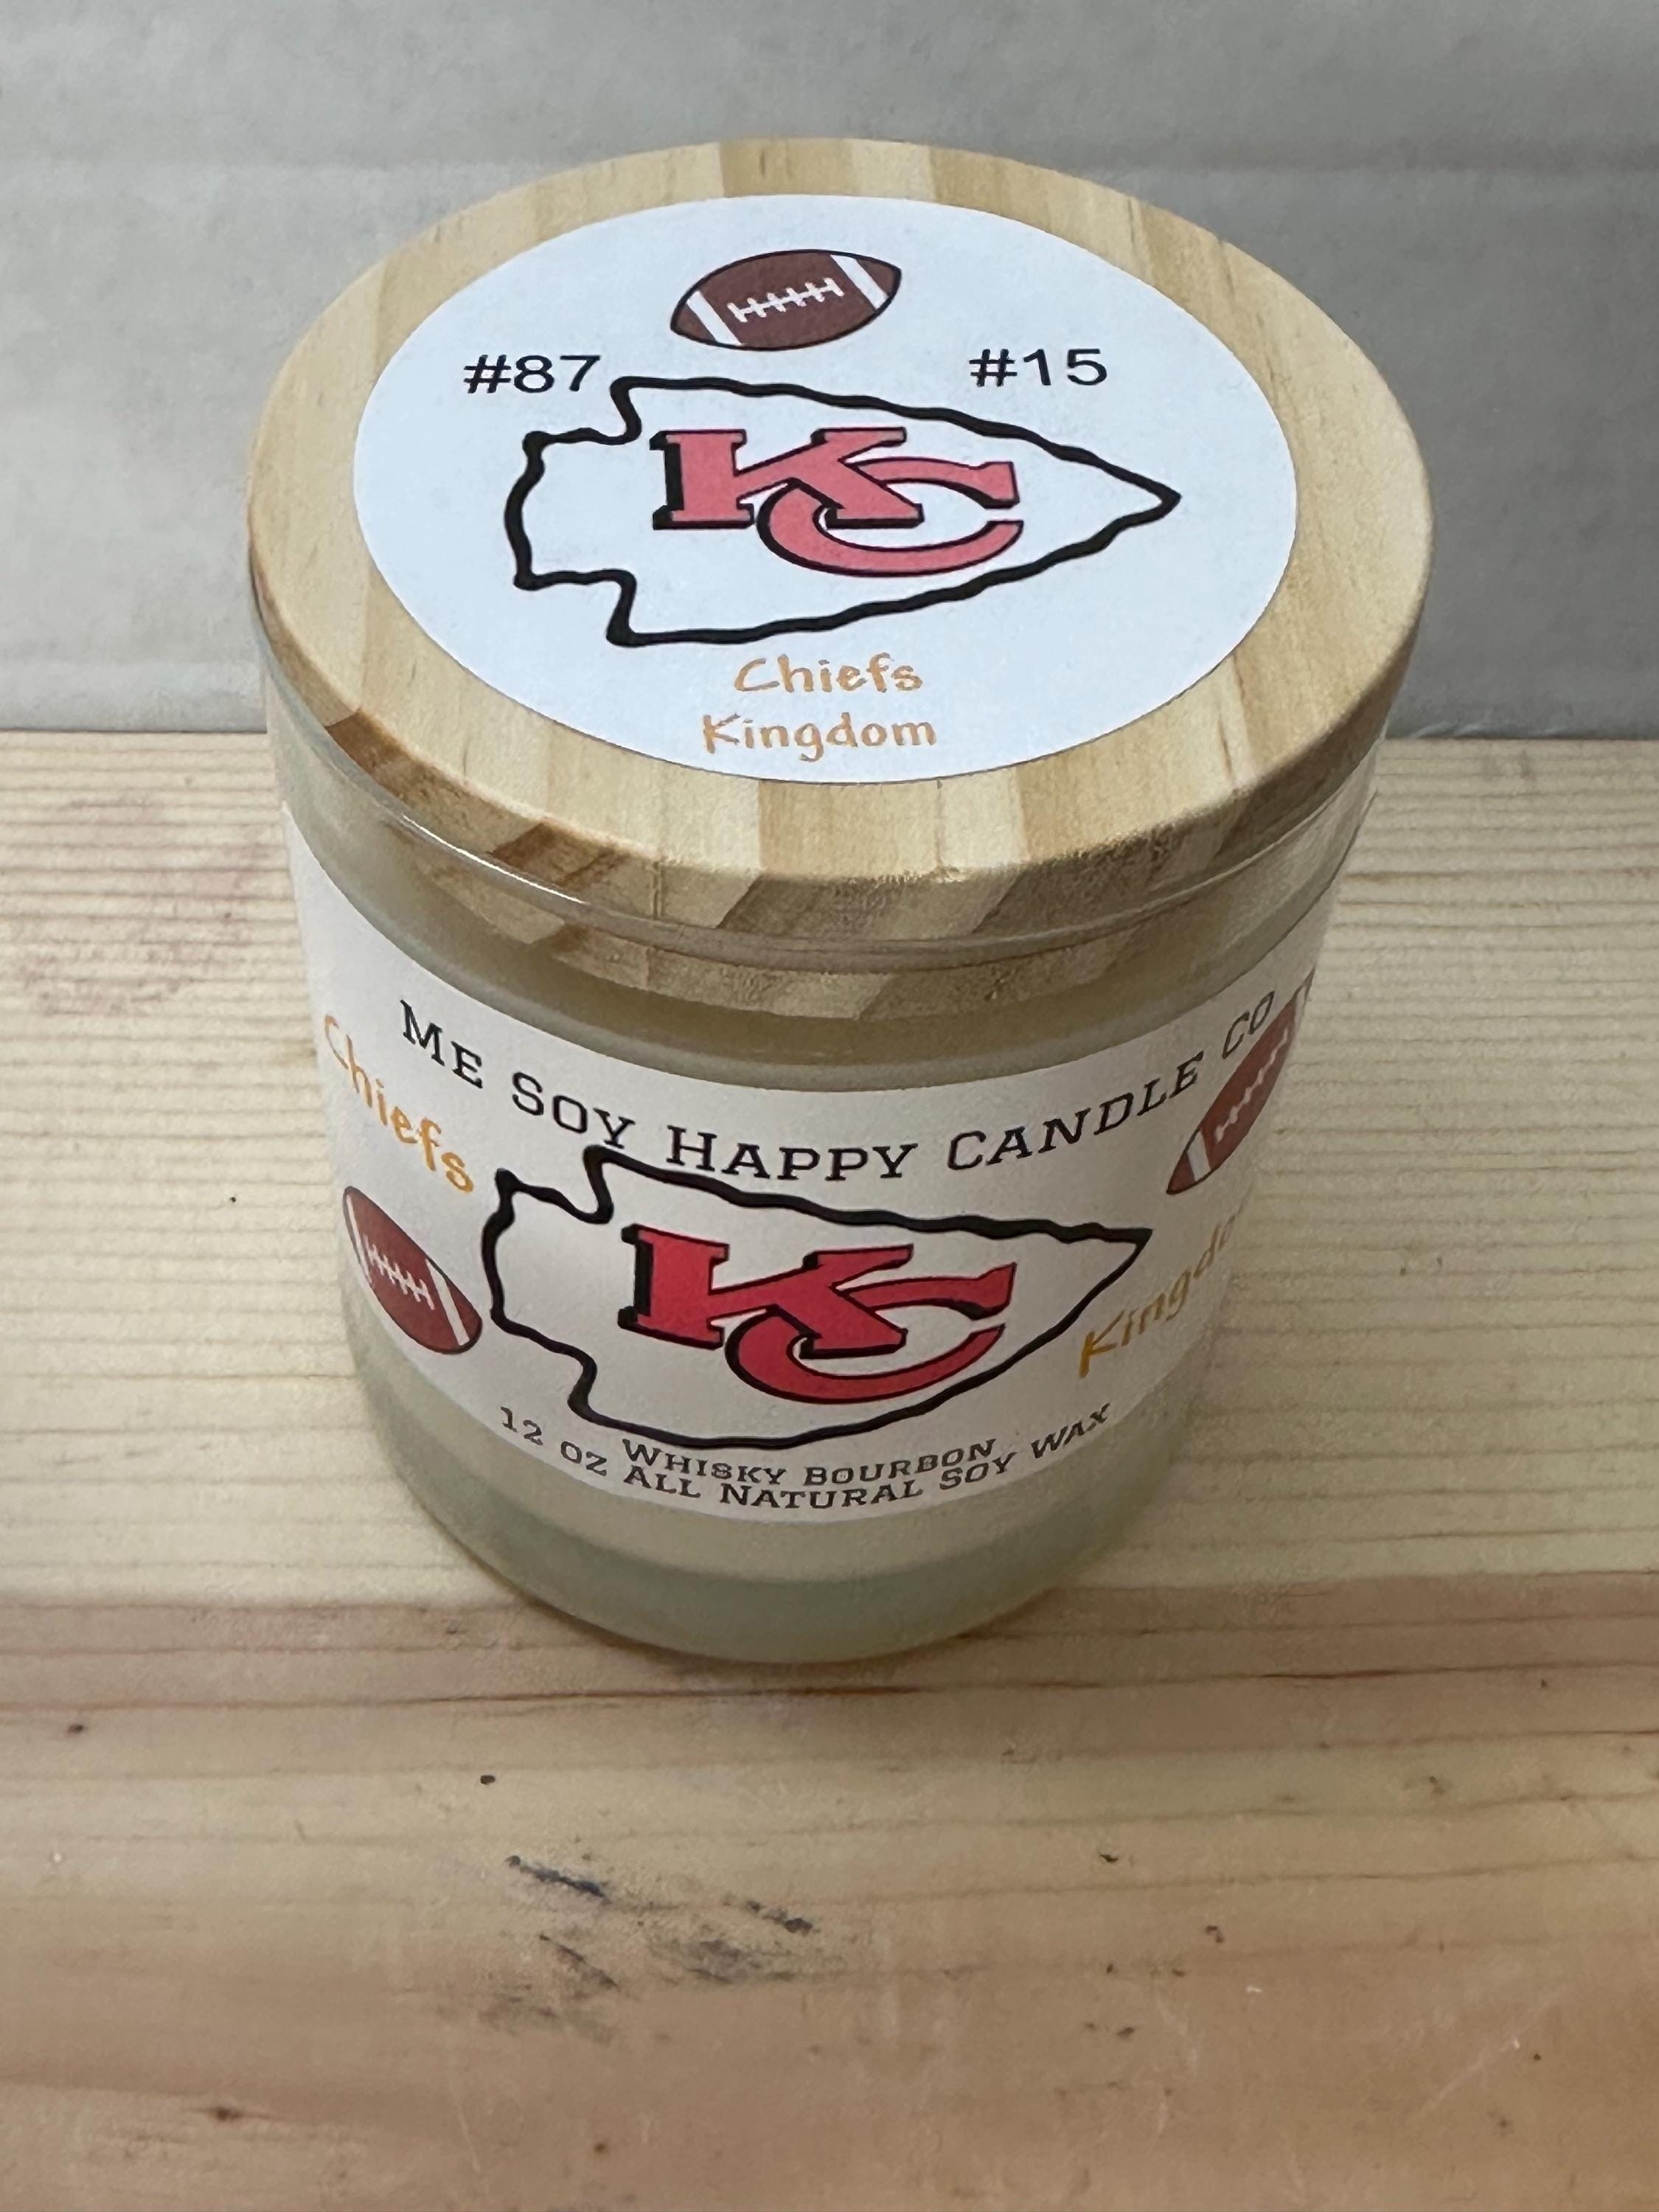 #87 #15
KC
Chiefs
Kingdom
ME SOY HAPPY CANDLE CO
Chiefs
KC
WHISKY BOURBON
12 OZ ALL NATURAL SOY WAX